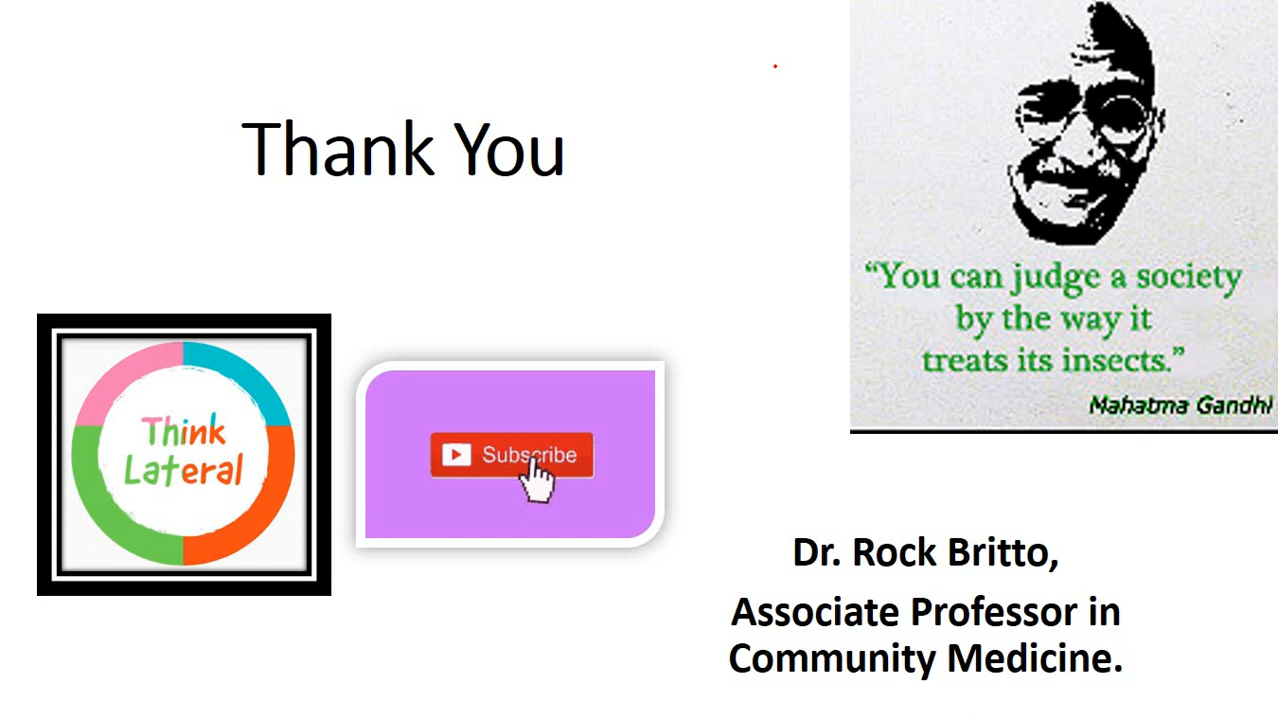 Thank You
“You can judge a society
by the way it
treats its insects.”
Mahatma Gandhi
Think
Lateral
Subscribe
Dr. Rock Britto,
Associate Professor in
Community Medicine.